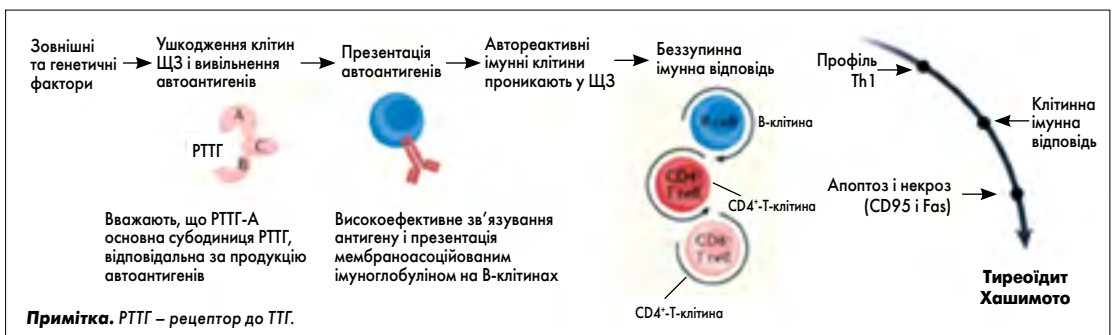 Зовнішні
та генетичні
фактори
Ушкодження клітин
ЩЗ і вивільнення
автоантигенів
Презентація
автоантигенів
Автореактивні
імунні клітини
проникають у ЩЗ
Беззупинна
імунна відповідь
A
B
C
РТТГ
Вважають, що РТТГ-А
основна субодиниця РТТГ,
відповідальна за продукцію
автоантигенів
Високоефективне зв’язування
антигену і презентація
мембраноасоційованим
імуноглобуліном на В-клітинах
В-клітина
CD4⁺-Т-клітина
CD4⁺-Т-клітина
Профіль
Th1
Клітинна
імунна
відповідь
Апоптоз і некроз
(CD95 і Fas)
Тиреоїдит
Хашимото
Примітка. РТТГ – рецептор до ТТГ.